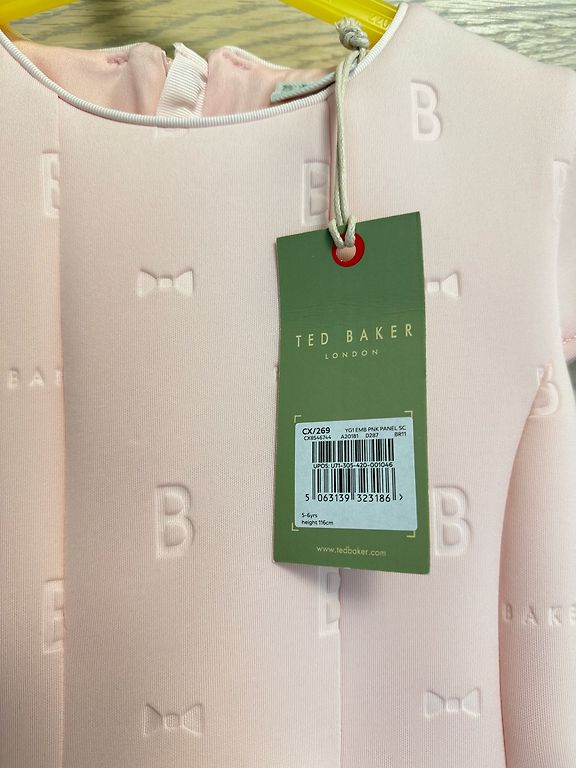 B
B
B
TED BAKER
LONDON
BA
CX/269 YG1 EMB PNK PANEL SC
CX8546744 A20181 D287 BR11
UPOS: U71-305-420-001046
5 063139 323186 >
5-6yrs
height 116cm
www.tedbaker.com
B
B
B
B
B
BAKE